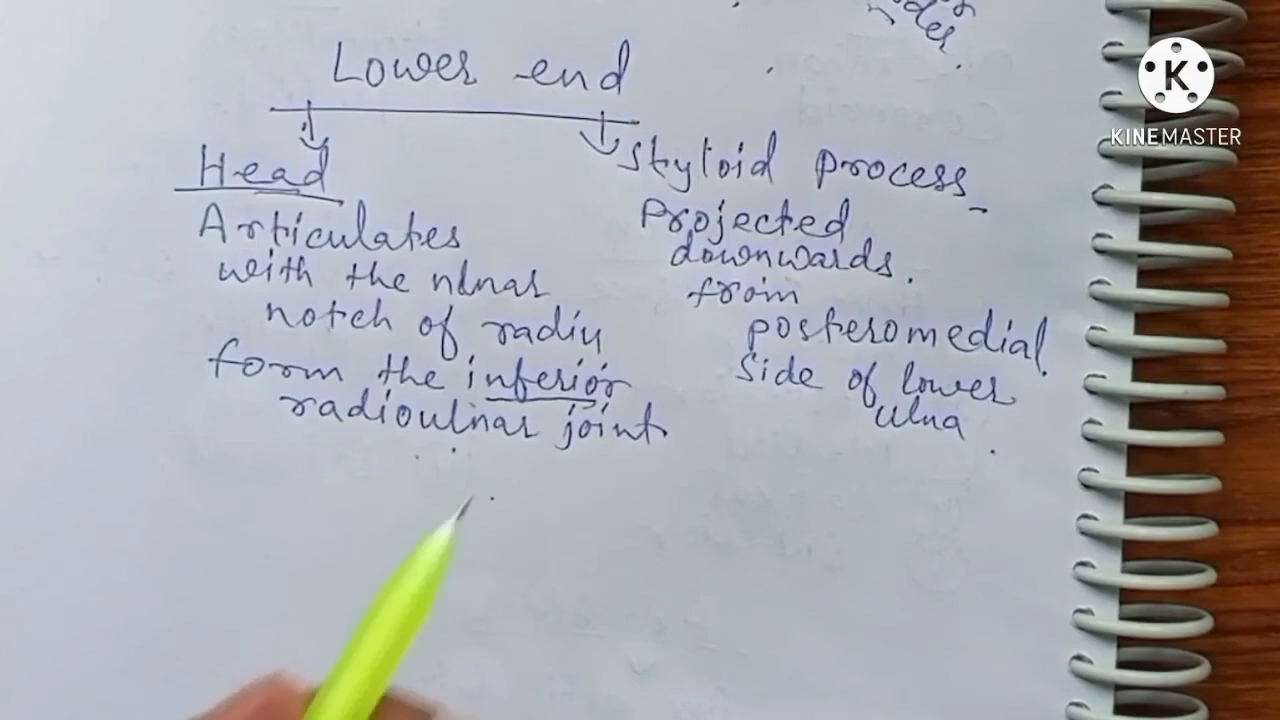 Lower end
Head
Articulates
with the ulnar
notch of radiu
form the inferior
radioulnar joint.
Styloid process
Projected
downwards.
from
posteromedial
side of lower
ulna
KINEMASTER